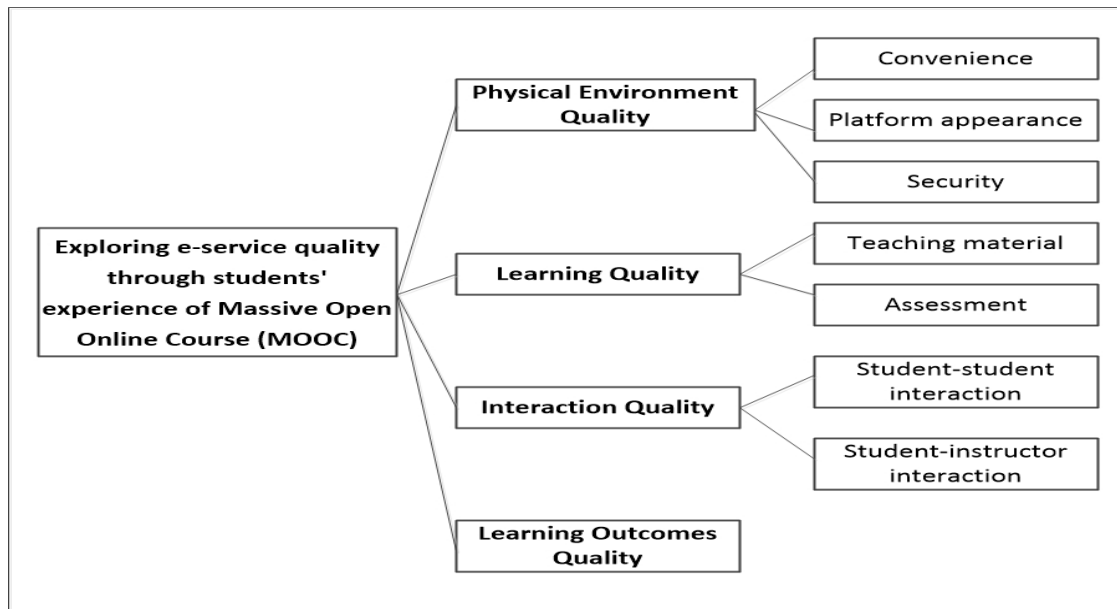 Exploring e-service quality
through students'
experience of Massive Open
Online Course (MOOC)
Physical Environment
Quality
Convenience
Platform appearance
Security
Learning Quality
Teaching material
Assessment
Interaction Quality
Student-student
interaction
Student-instructor
interaction
Learning Outcomes
Quality